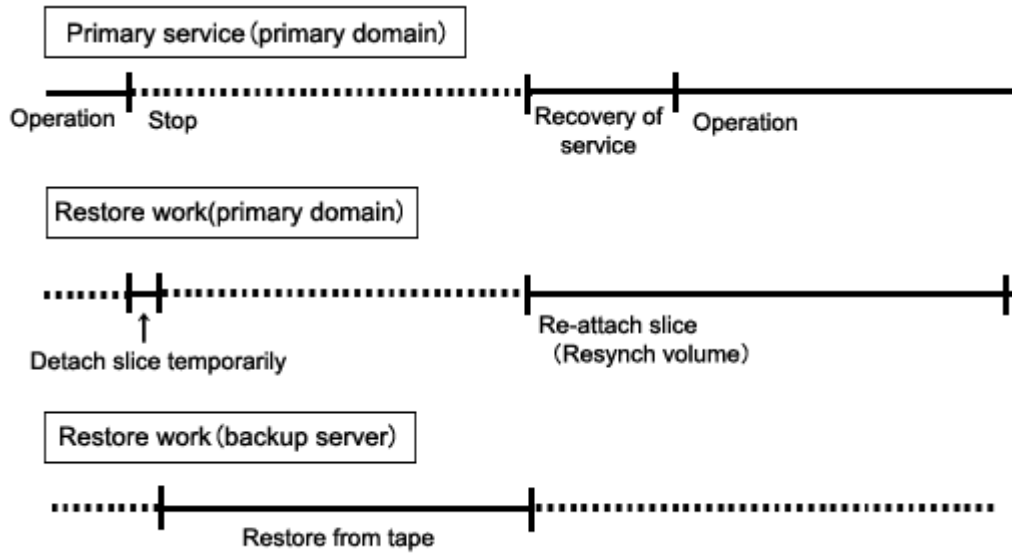 Primary service (primary domain)
Operation
Stop
Recovery of
service
Operation
Restore work(primary domain)
Detach slice temporarily
Re-attach slice
(Resynch volume)
Restore work (backup server)
Restore from tape